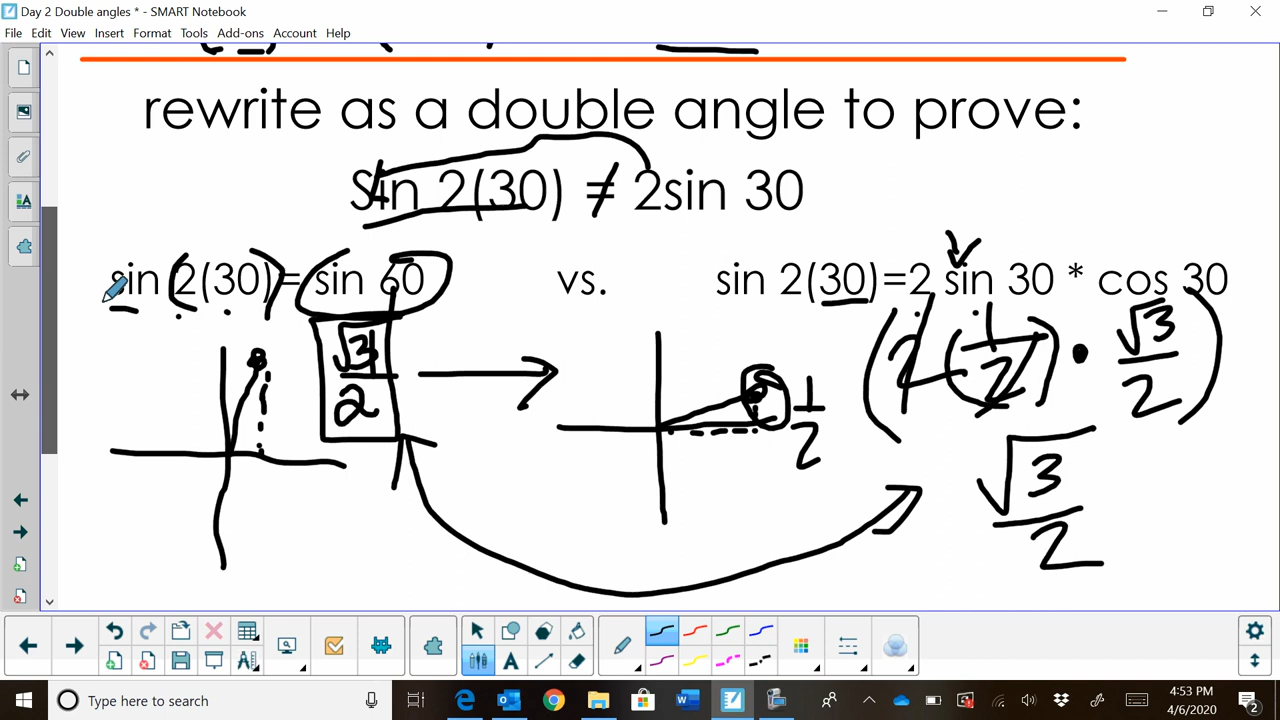 Day 2 Double angles * - SMART Notebook
File Edit View Insert Format Tools Add-ons Account Help
rewrite as a double angle to prove:
Sin 2(30) ≠ 2sin 30
sin 2(30) = sin 60 vs. sin 2(30)=2 sin 30 * cos 30
√3/2
1/2
(2 (1/2) • √3/2)
√3/2
Type here to search
4:53 PM
4/6/2020
2